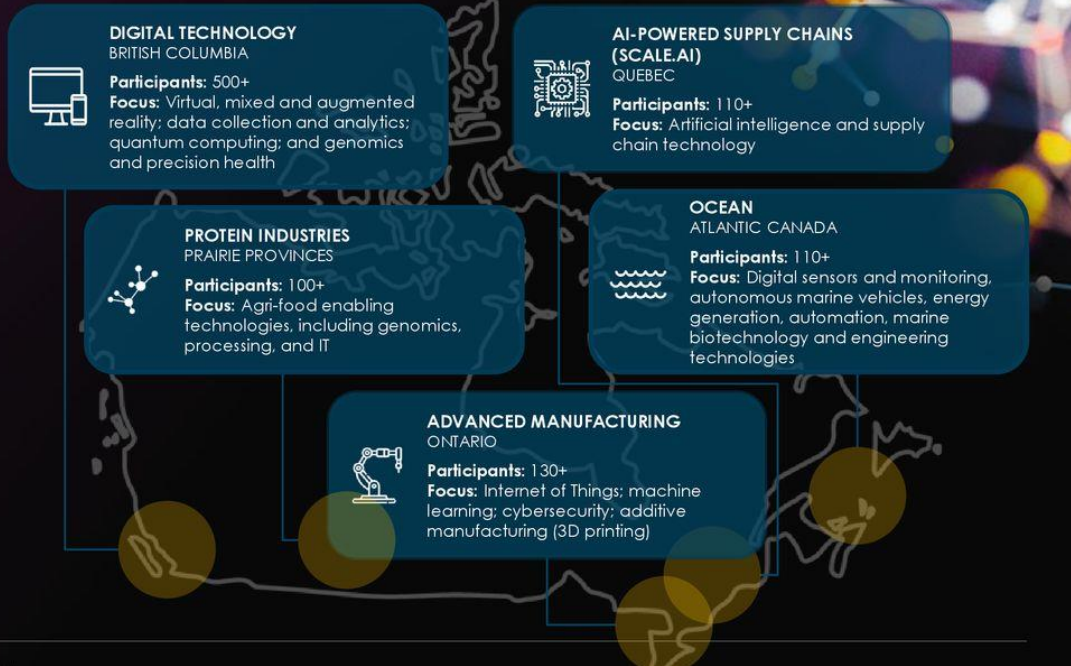 DIGITAL TECHNOLOGY
BRITISH COLUMBIA
Participants: 500+
Focus: Virtual, mixed and augmented
reality; data collection and analytics;
quantum computing; and genomics
and precision health
AI-POWERED SUPPLY CHAINS
(SCALE.AI)
QUEBEC
Participants: 110+
Focus: Artificial intelligence and supply
chain technology
PROTEIN INDUSTRIES
PRAIRIE PROVINCES
Participants: 100+
Focus: Agri-food enabling
technologies, including genomics,
processing, and IT
OCEAN
ATLANTIC CANADA
Participants: 110+
Focus: Digital sensors and monitoring,
autonomous marine vehicles, energy
generation, automation, marine
biotechnology and engineering
technologies
ADVANCED MANUFACTURING
ONTARIO
Participants: 130+
Focus: Internet of Things; machine
learning; cybersecurity; additive
manufacturing (3D printing)